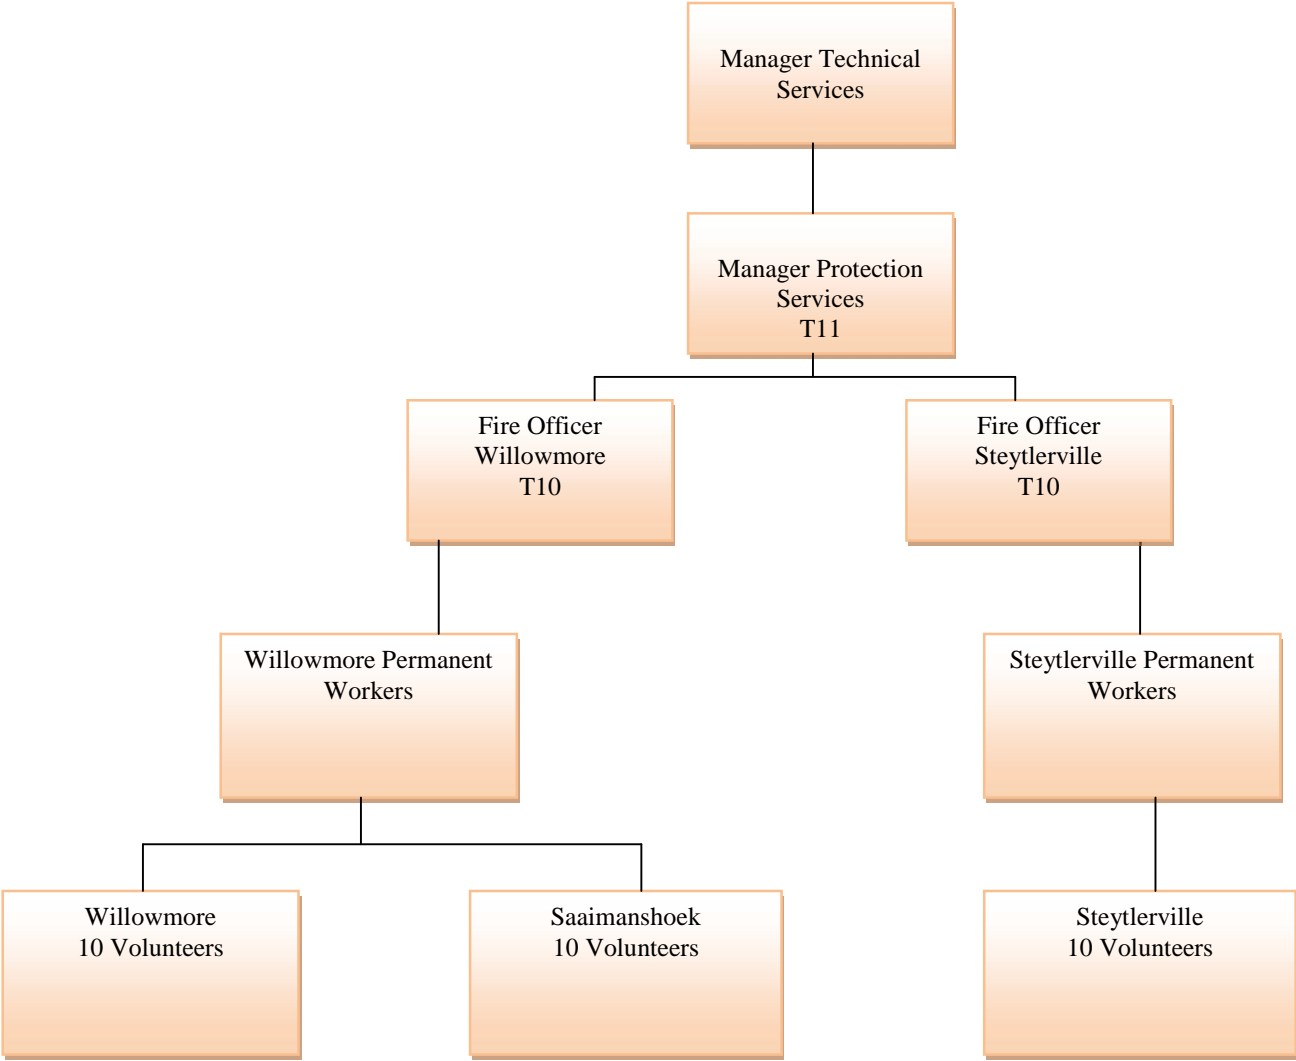 Manager Technical
Services
Manager Protection
Services
T11
Fire Officer
Willowmore
T10
Fire Officer
Steytlerville
T10
Willowmore Permanent
Workers
Steytlerville Permanent
Workers
Willowmore
10 Volunteers
Saaimanshoek
10 Volunteers
Steytlerville
10 Volunteers